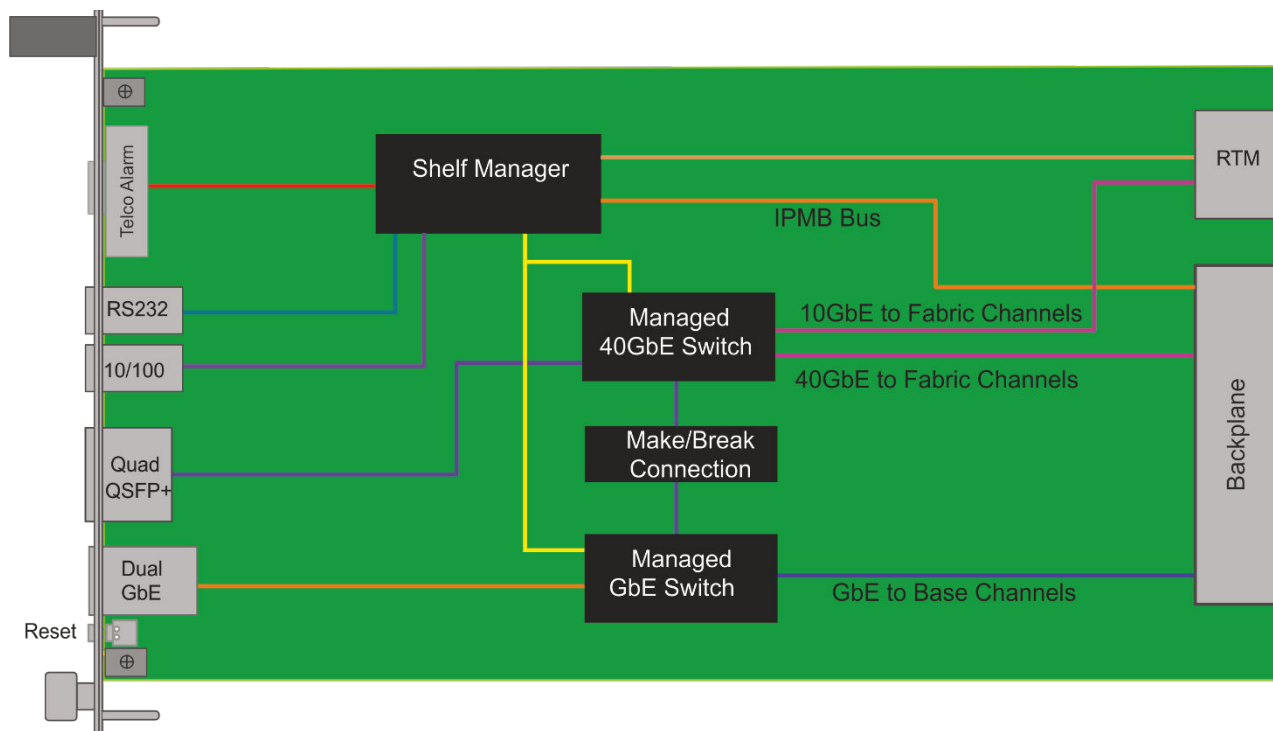 Telco Alarm
Shelf Manager
RTM
IPMB Bus
RS232
10/100
Managed
40GbE Switch
10GbE to Fabric Channels
40GbE to Fabric Channels
Quad
QSFP+
Make/Break
Connection
Backplane
Dual
GbE
Managed
GbE Switch
GbE to Base Channels
Reset